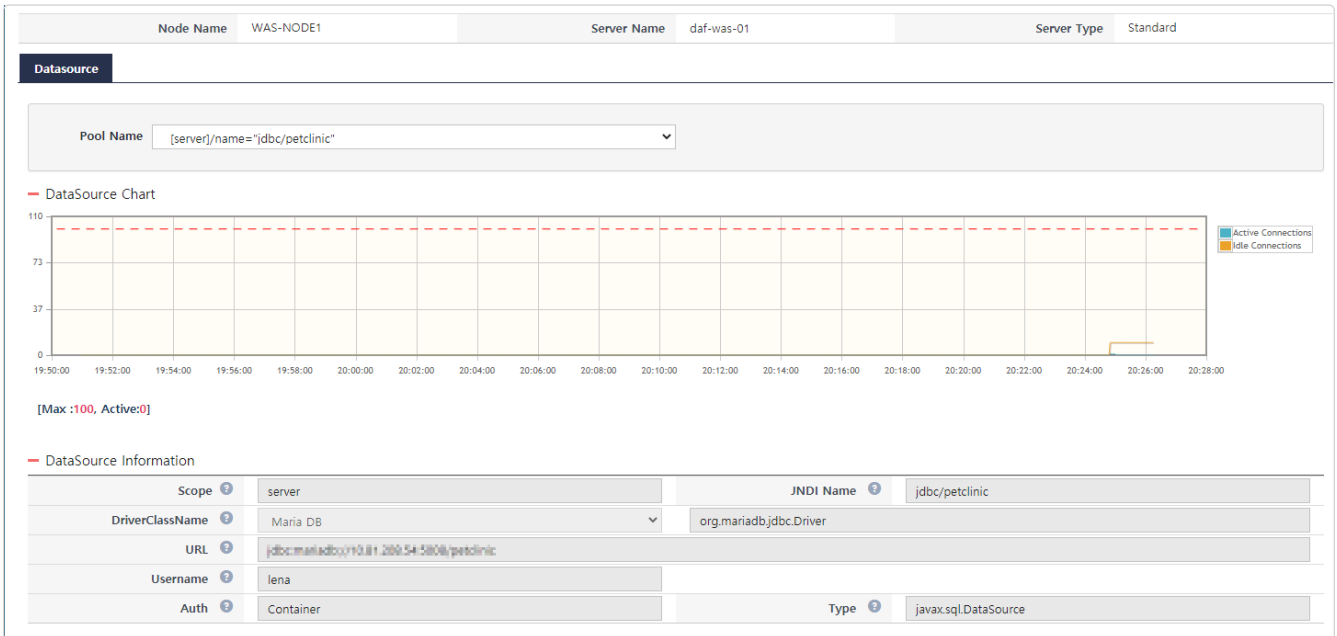 Node Name WAS-NODE1 Server Name daf-was-01 Server Type Standard
Datasource
Pool Name [server]/name="jdbc/petclinic"
DataSource Chart
110
73
37
0
Active Connections
Idle Connections
19:50:00 19:52:00 19:54:00 19:56:00 19:58:00 20:00:00 20:02:00 20:04:00 20:06:00 20:08:00 20:10:00 20:12:00 20:14:00 20:16:00 20:18:00 20:20:00 20:22:00 20:24:00 20:26:00 20:28:00
[Max :100, Active:0]
DataSource Information
Scope ? server JNDI Name ? jdbc/petclinic
DriverClassName ? Maria DB org.mariadb.jdbc.Driver
URL ?
Username ? lena
Auth ? Container Type ? javax.sql.DataSource